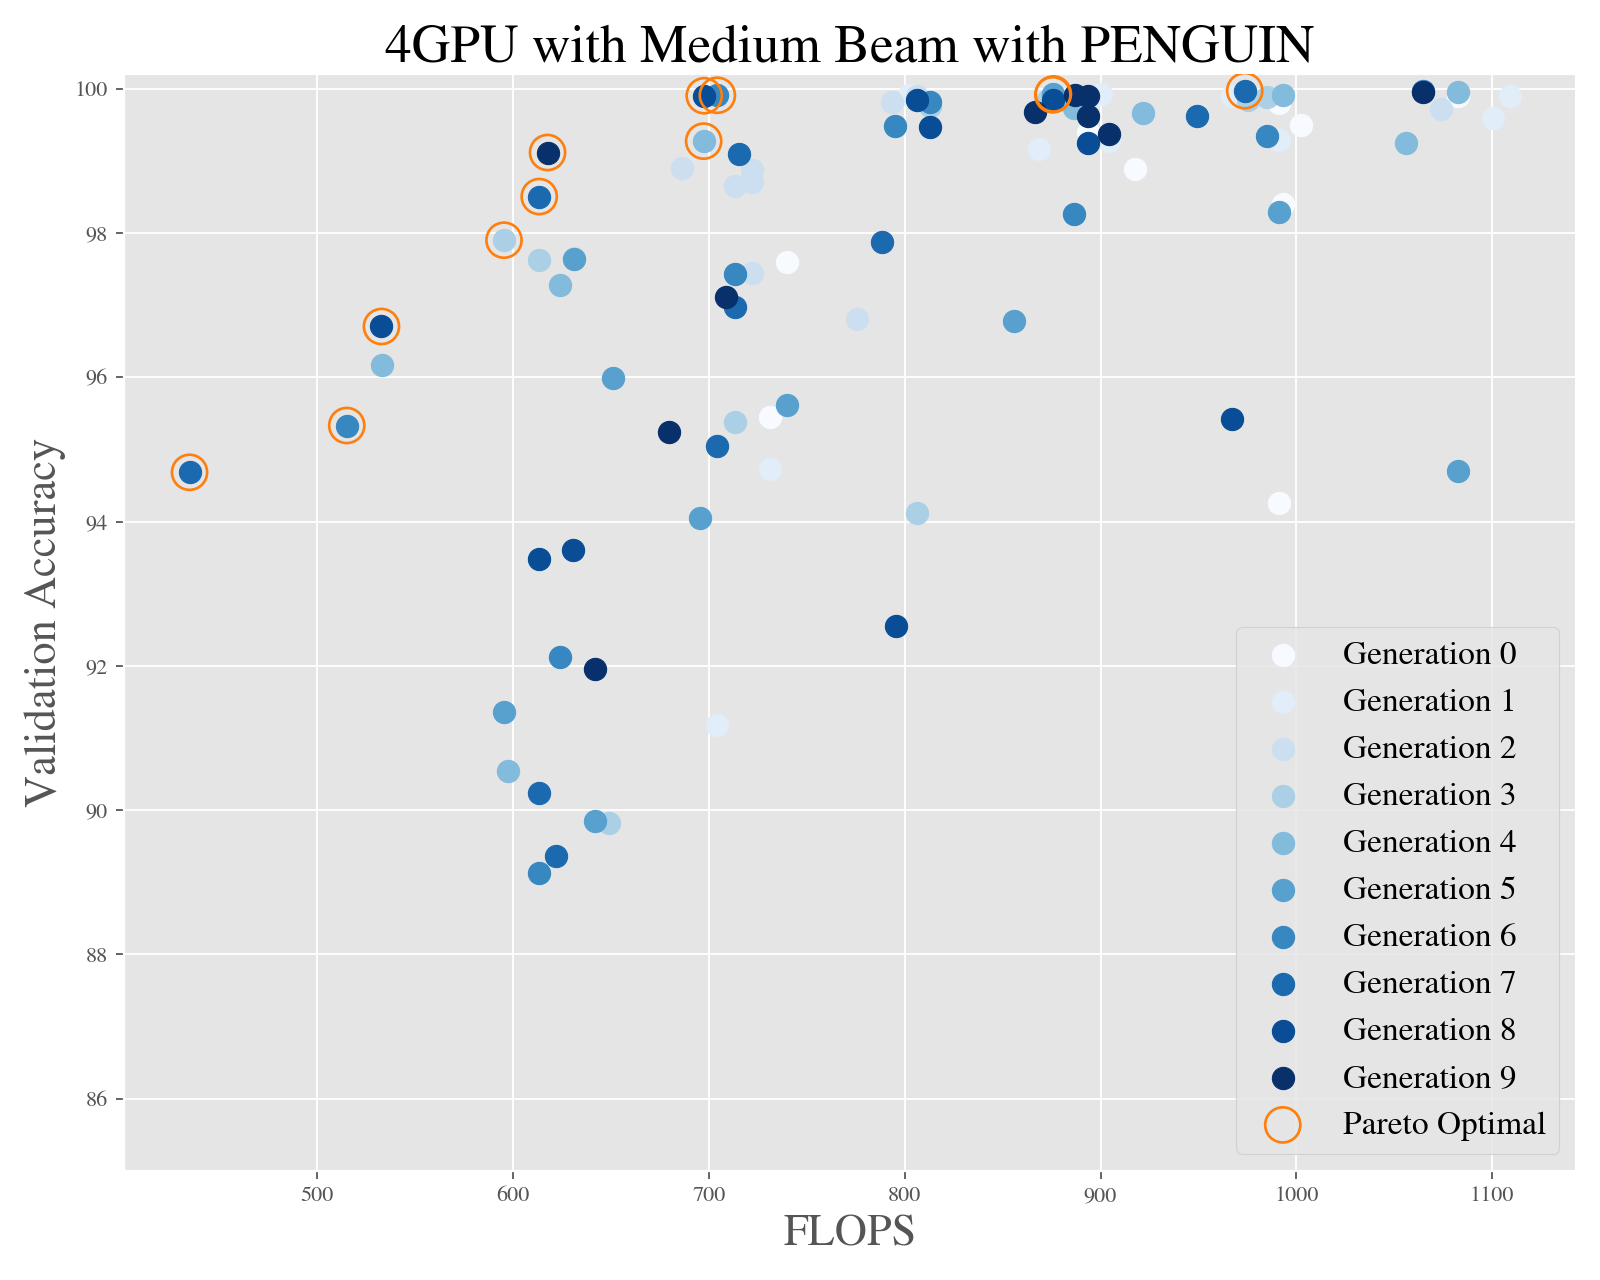 4GPU with Medium Beam with PENGUIN
100
98
96
94
92
90
88
86
Validation Accuracy
500 600 700 800 900 1000 1100
FLOPS
Generation 0
Generation 1
Generation 2
Generation 3
Generation 4
Generation 5
Generation 6
Generation 7
Generation 8
Generation 9
Pareto Optimal